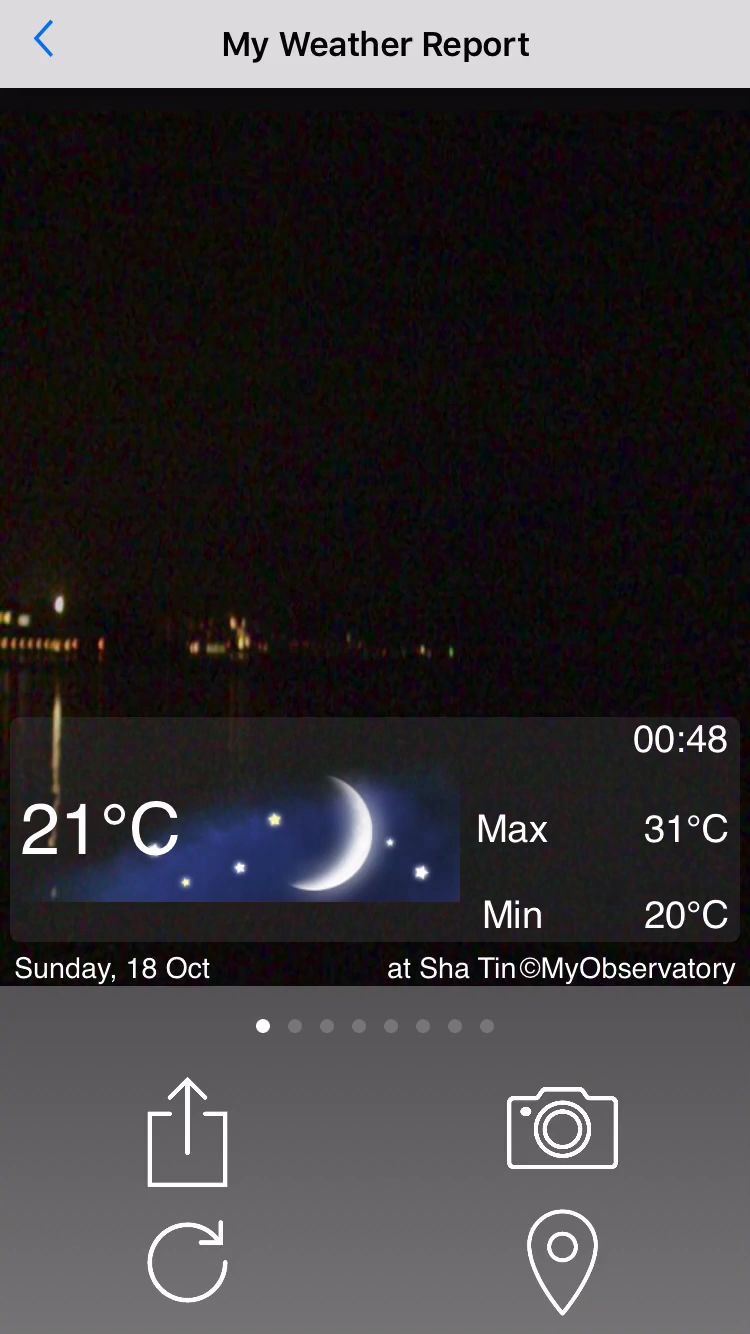 My Weather Report
00:48
21°C
Max 31°C
Min 20°C
Sunday, 18 Oct at Sha Tin©MyObservatory